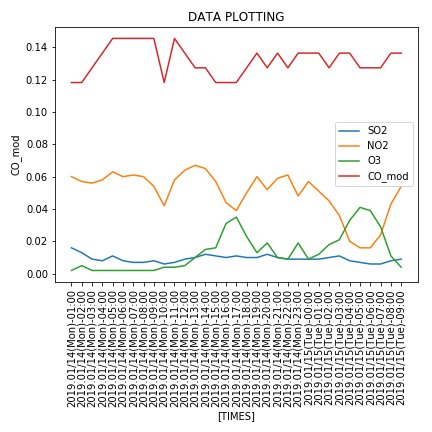 DATA PLOTTING
0.14
0.12
0.10
0.08
0.06
0.04
0.02
0.00
CO_mod
SO2
NO2
O3
CO_mod
2019.01/14(Mon)-01:00
2019.01/14(Mon)-02:00
2019.01/14(Mon)-03:00
2019.01/14(Mon)-04:00
2019.01/14(Mon)-05:00
2019.01/14(Mon)-06:00
2019.01/14(Mon)-07:00
2019.01/14(Mon)-08:00
2019.01/14(Mon)-09:00
2019.01/14(Mon)-10:00
2019.01/14(Mon)-11:00
2019.01/14(Mon)-12:00
2019.01/14(Mon)-13:00
2019.01/14(Mon)-14:00
2019.01/14(Mon)-15:00
2019.01/14(Mon)-16:00
2019.01/14(Mon)-17:00
2019.01/14(Mon)-18:00
2019.01/14(Mon)-19:00
2019.01/14(Mon)-20:00
2019.01/14(Mon)-21:00
2019.01/14(Mon)-22:00
2019.01/14(Mon)-23:00
2019.01/15(Tue)-00:00
2019.01/15(Tue)-01:00
2019.01/15(Tue)-02:00
2019.01/15(Tue)-03:00
2019.01/15(Tue)-04:00
2019.01/15(Tue)-05:00
2019.01/15(Tue)-06:00
2019.01/15(Tue)-07:00
2019.01/15(Tue)-08:00
2019.01/15(Tue)-09:00
[TIMES]